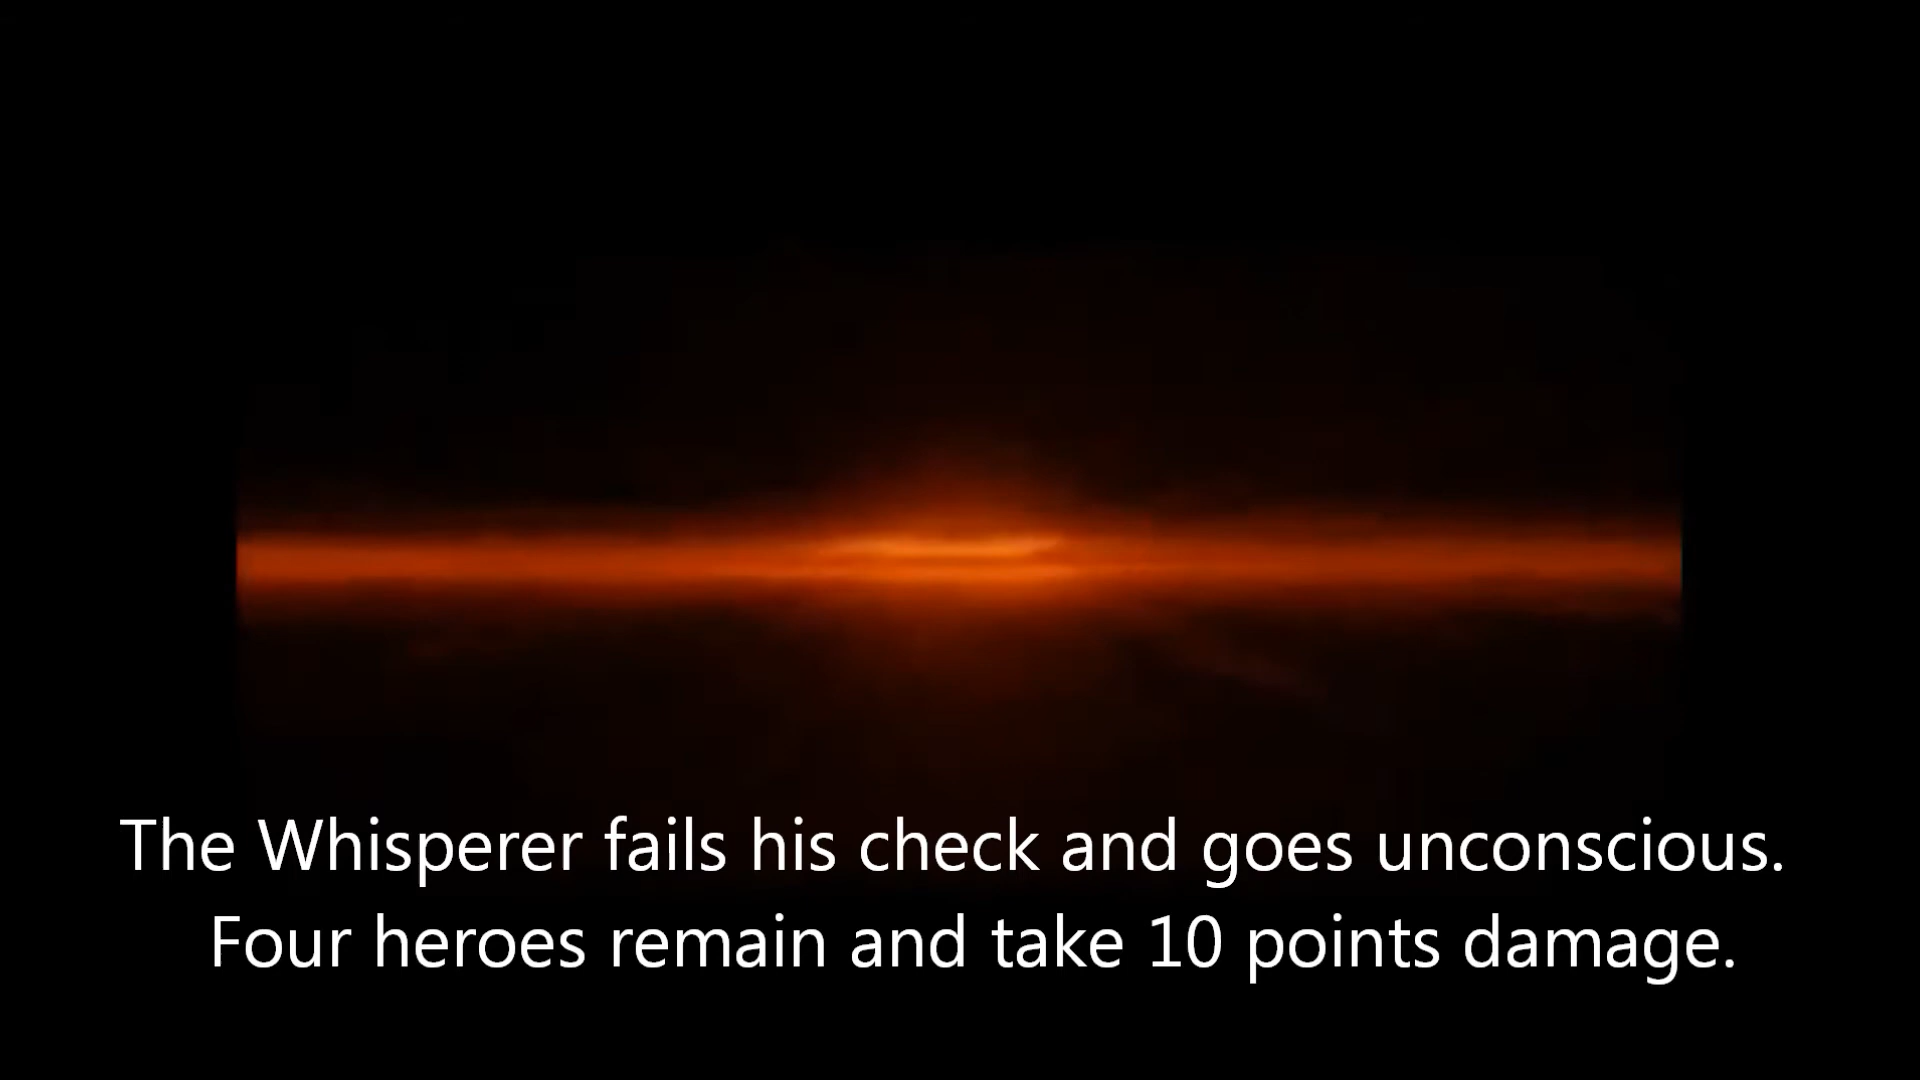 The Whisperer fails his check and goes unconscious.
Four heroes remain and take 10 points damage.